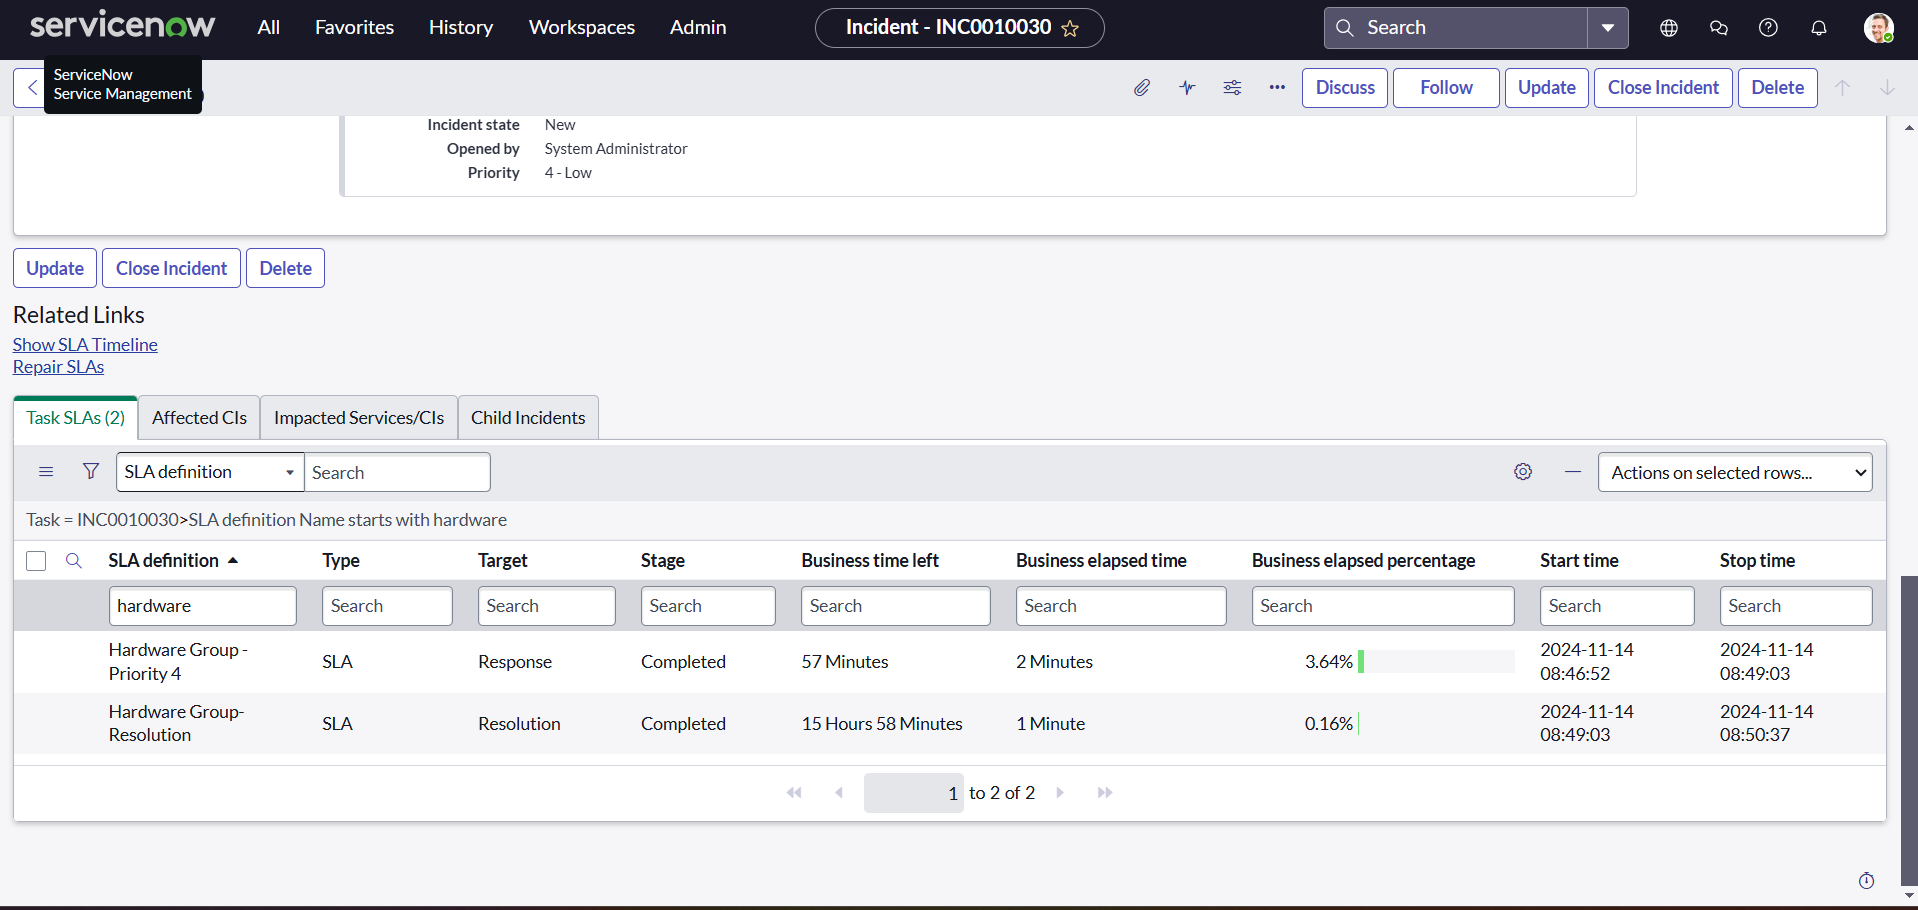 servicenow
All
Favorites
History
Workspaces
Admin
Incident - INC0010030
Search
ServiceNow
Service Management
Discuss
Follow
Update
Close Incident
Delete
Incident state New
Opened by System Administrator
Priority 4 - Low
Update
Close Incident
Delete
Related Links
Show SLA Timeline
Repair SLAs
Task SLAs (2)
Affected CIs
Impacted Services/CIs
Child Incidents
SLA definition
Search
Actions on selected rows...
Task = INC0010030>SLA definition Name starts with hardware
SLA definition Type Target Stage Business time left Business elapsed time Business elapsed percentage Start time Stop time
hardware Search Search Search Search Search Search Search Search
Hardware Group -
Priority 4
SLA
Response
Completed
57 Minutes
2 Minutes
3.64%
2024-11-14
08:46:52
2024-11-14
08:49:03
Hardware Group-
Resolution
SLA
Resolution
Completed
15 Hours 58 Minutes
1 Minute
0.16%
2024-11-14
08:49:03
2024-11-14
08:50:37
1 to 2 of 2